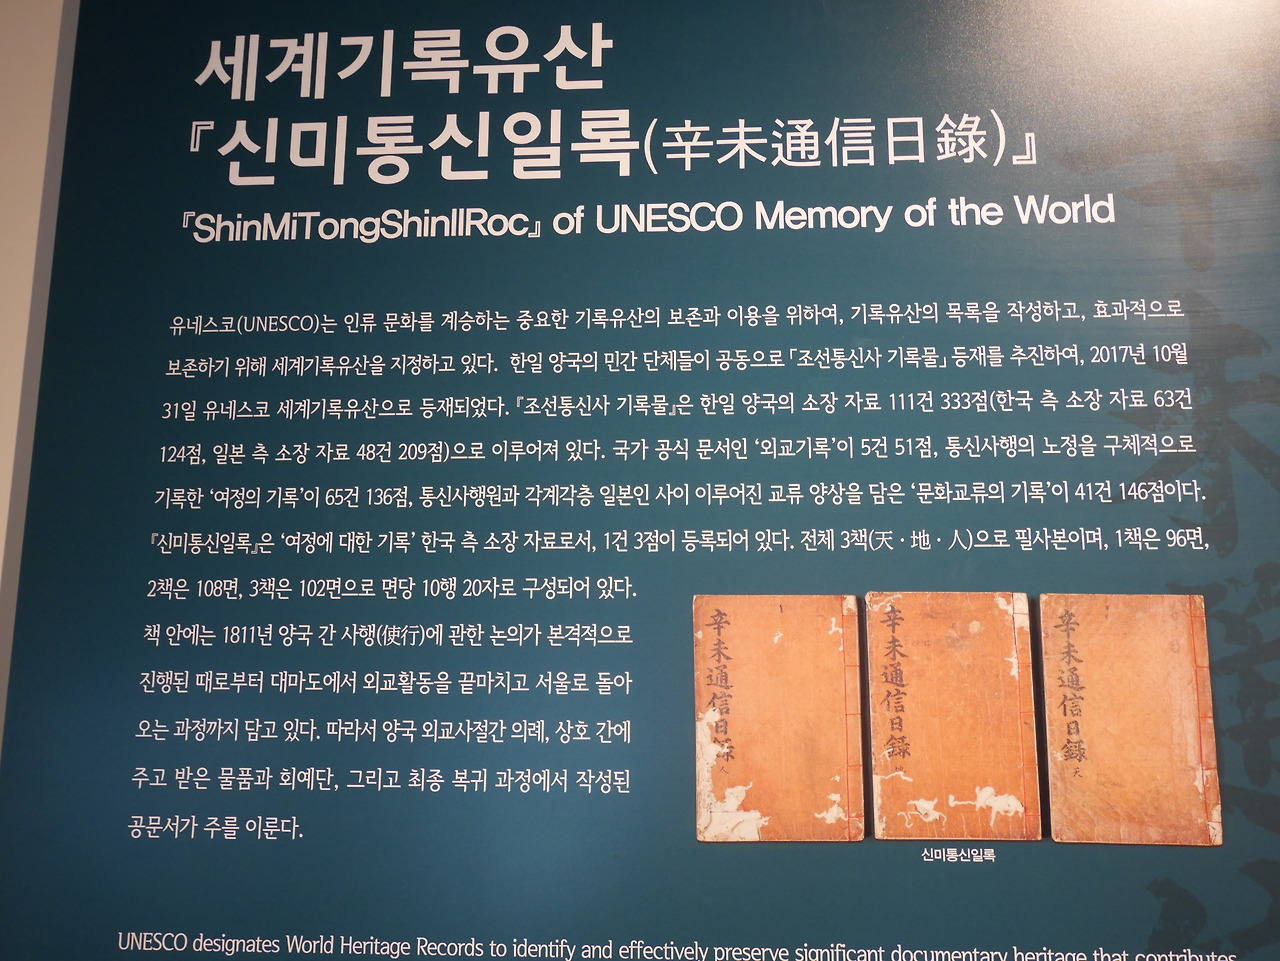 세계기록유산
『신미통신일록(辛未通信日錄)』
『ShinMiTongShinIlRoc』 of UNESCO Memory of the World
유네스코(UNESCO)는 인류 문화를 계승하는 중요한 기록유산의 보존과 이용을 위하여, 기록유산의 목록을 작성하고, 효과적으로
보존하기 위해 세계기록유산을 지정하고 있다. 한일 양국의 민간 단체들이 공동으로 「조선통신사 기록물」 등재를 추진하여, 2017년 10월
31일 유네스코 세계기록유산으로 등재되었다. 『조선통신사 기록물』은 한일 양국의 소장 자료 111건 333점(한국 측 소장 자료 63건
124점, 일본 측 소장 자료 48건 209점)으로 이루어져 있다. 국가 공식 문서인 ‘외교기록’이 5건 51점, 통신사행의 노정을 구체적으로
기록한 ‘여정의 기록’이 65건 136점, 통신사행원과 각계각층 일본인 사이 이루어진 교류 양상을 담은 ‘문화교류의 기록’이 41건 146점이다.
『신미통신일록』은 ‘여정에 대한 기록’ 한국 측 소장 자료로서, 1건 3점이 등록되어 있다. 전체 3책(天 · 地 · 人)으로 필사본이며, 1책은 96면,
2책은 108면, 3책은 102면으로 면당 10행 20자로 구성되어 있다.
책 안에는 1811년 양국 간 사행(使行)에 관한 논의가 본격적으로
진행된 때로부터 대마도에서 외교활동을 끝마치고 서울로 돌아
오는 과정까지 담고 있다. 따라서 양국 외교사절간 의례, 상호 간에
주고 받은 물품과 회예단, 그리고 최종 복귀 과정에서 작성된
공문서가 주를 이룬다.
辛未通信日錄 人
辛未通信日錄 地
辛未通信日錄 天
신미통신일록
UNESCO designates World Heritage Records to identify and effectively preserve significant documentary heritage that contributes